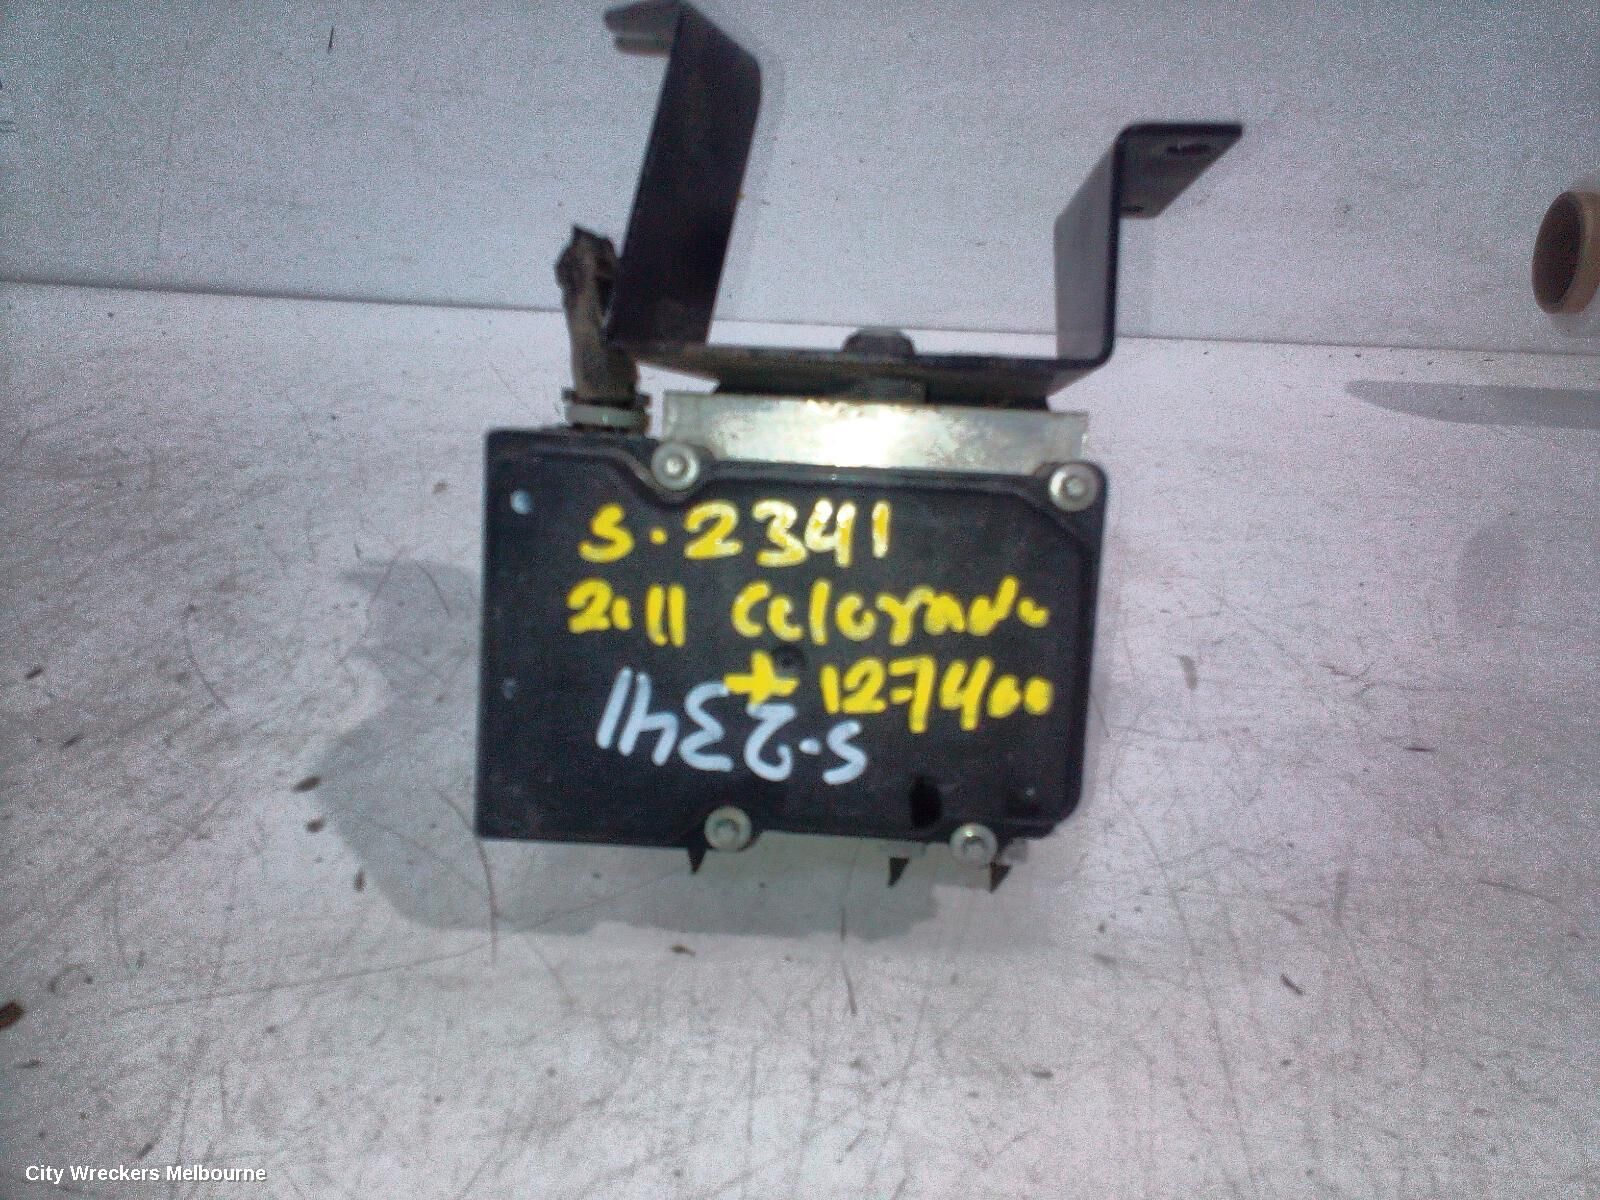 S.2341
2011 Colorado
+ 127400
S-2341
City Wreckers Melbourne